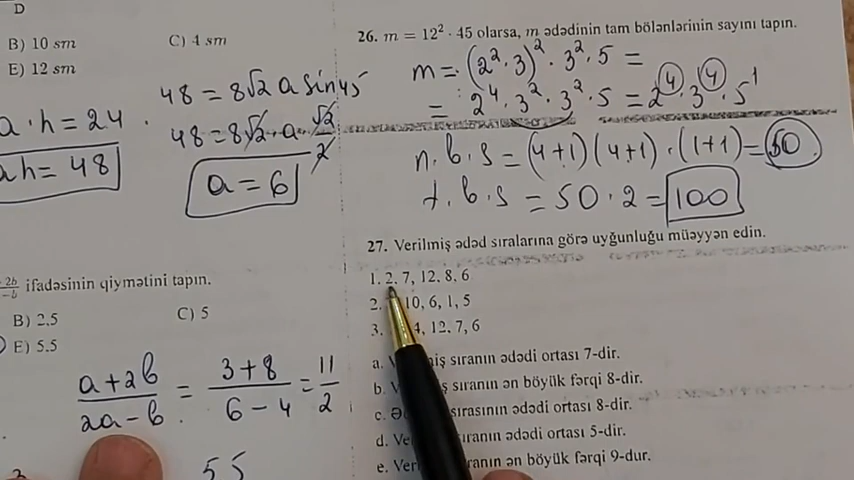 D
B) 10 sm
C) 4 sm
E) 12 sm
48 = 8√2 a sin45
a · h = 24
48 = 8√2 · a · √2/2
ah = 48
a = 6
2b
-b
ifadəsinin qiymətini tapın.
B) 2.5
C) 5
E) 5.5
a+2b / 2a-b = 3+8 / 6-4 = 11/2
55
26. m = 12² · 45 olarsa, m ədədinin tam bölənlərinin sayını tapın.
m = (2² · 3)² · 3² · 5 =
= 2⁴ · 3² · 3² · 5 = 2⁴ · 3⁴ · 5¹
n.b.s = (4+1)(4+1) · (1+1) = 50
t.b.s = 50 · 2 = 100
27. Verilmiş ədəd sıralarına görə uyğunluğu müəyyən edin.
1. 2, 7, 12, 8, 6
2. 10, 6, 1, 5
3. 4, 12, 7, 6
a. sıranın ədədi ortası 7-dir.
b. sıranın ən böyük fərqi 8-dir.
c. sırasının ədədi ortası 8-dir.
d. sıranın ədədi ortası 5-dir.
e. ən böyük fərqi 9-dur.